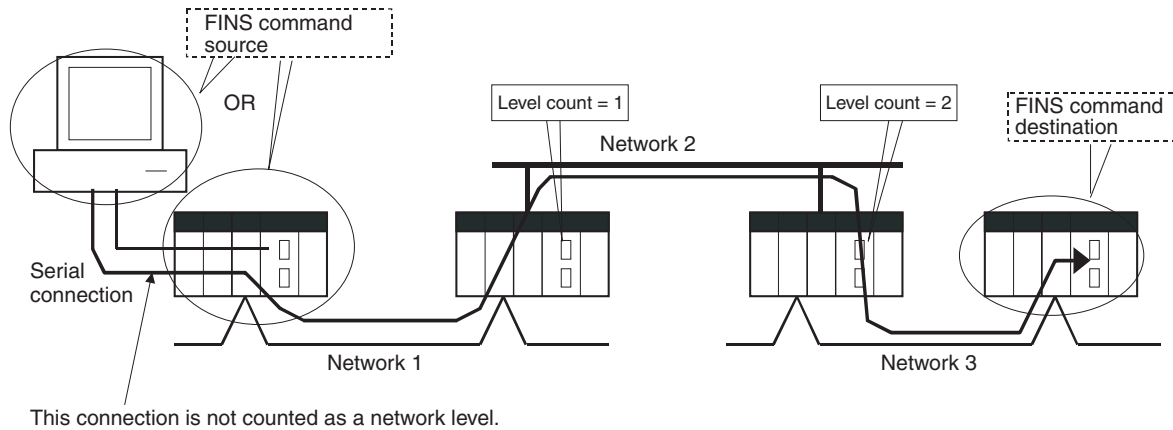 FINS command
source
OR
Level count = 1
Level count = 2
FINS command
destination
Network 2
Serial
connection
Network 1
Network 3
This connection is not counted as a network level.